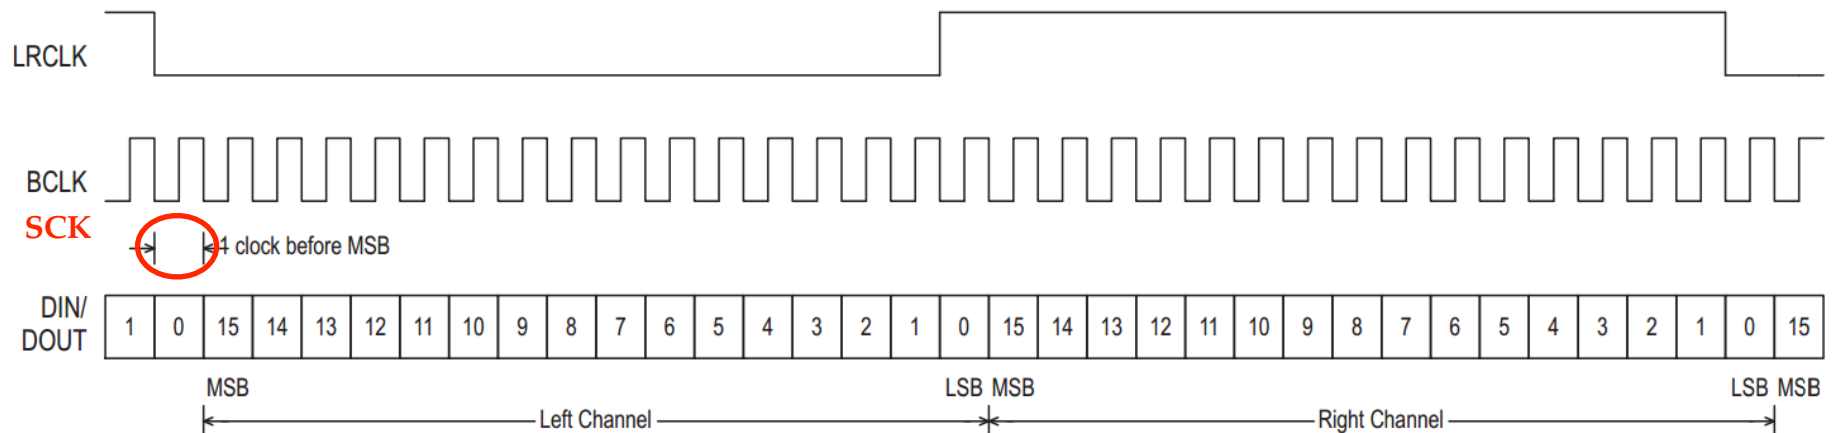 LRCLK
BCLK
SCK
1 clock before MSB
DIN/
DOUT
1 0 15 14 13 12 11 10 9 8 7 6 5 4 3 2 1 0 15 14 13 12 11 10 9 8 7 6 5 4 3 2 1 0 15
MSB LSB MSB LSB MSB
Left Channel Right Channel